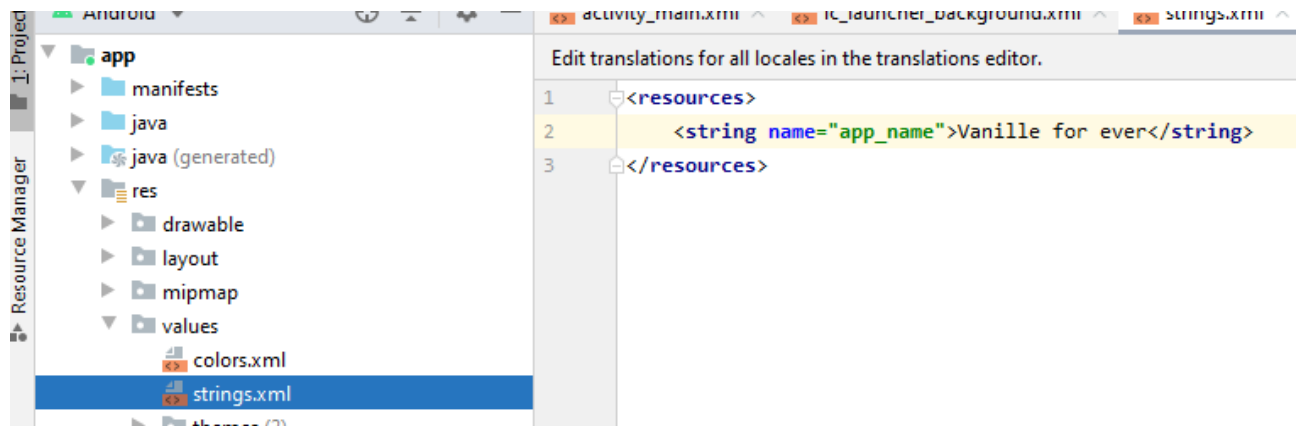 Android
activity_main.xml
ic_launcher_background.xml
strings.xml
1: Project
Resource Manager
app
manifests
java
java (generated)
res
drawable
layout
mipmap
values
colors.xml
strings.xml
themes (2)
Edit translations for all locales in the translations editor.
1 <resources>
2 <string name="app_name">Vanille for ever</string>
3 </resources>